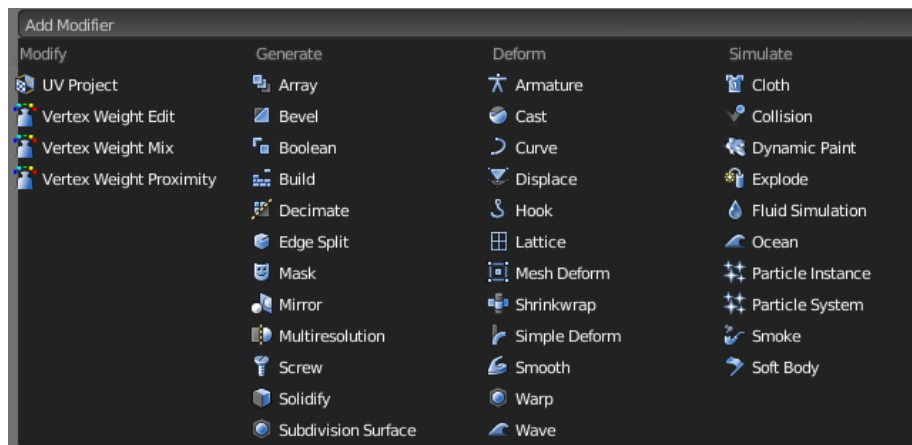 Add Modifier
Modify Generate Deform Simulate
UV Project Array Armature Cloth
Vertex Weight Edit Bevel Cast Collision
Vertex Weight Mix Boolean Curve Dynamic Paint
Vertex Weight Proximity Build Displace Explode
Decimate Hook Fluid Simulation
Edge Split Lattice Ocean
Mask Mesh Deform Particle Instance
Mirror Shrinkwrap Particle System
Multiresolution Simple Deform Smoke
Screw Smooth Soft Body
Solidify Warp
Subdivision Surface Wave